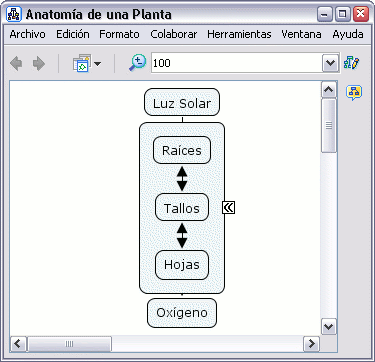 Anatomía de una Planta
Archivo Edición Formato Colaborar Herramientas Ventana Ayuda
100
Luz Solar
Raíces
Tallos
Hojas
Oxígeno